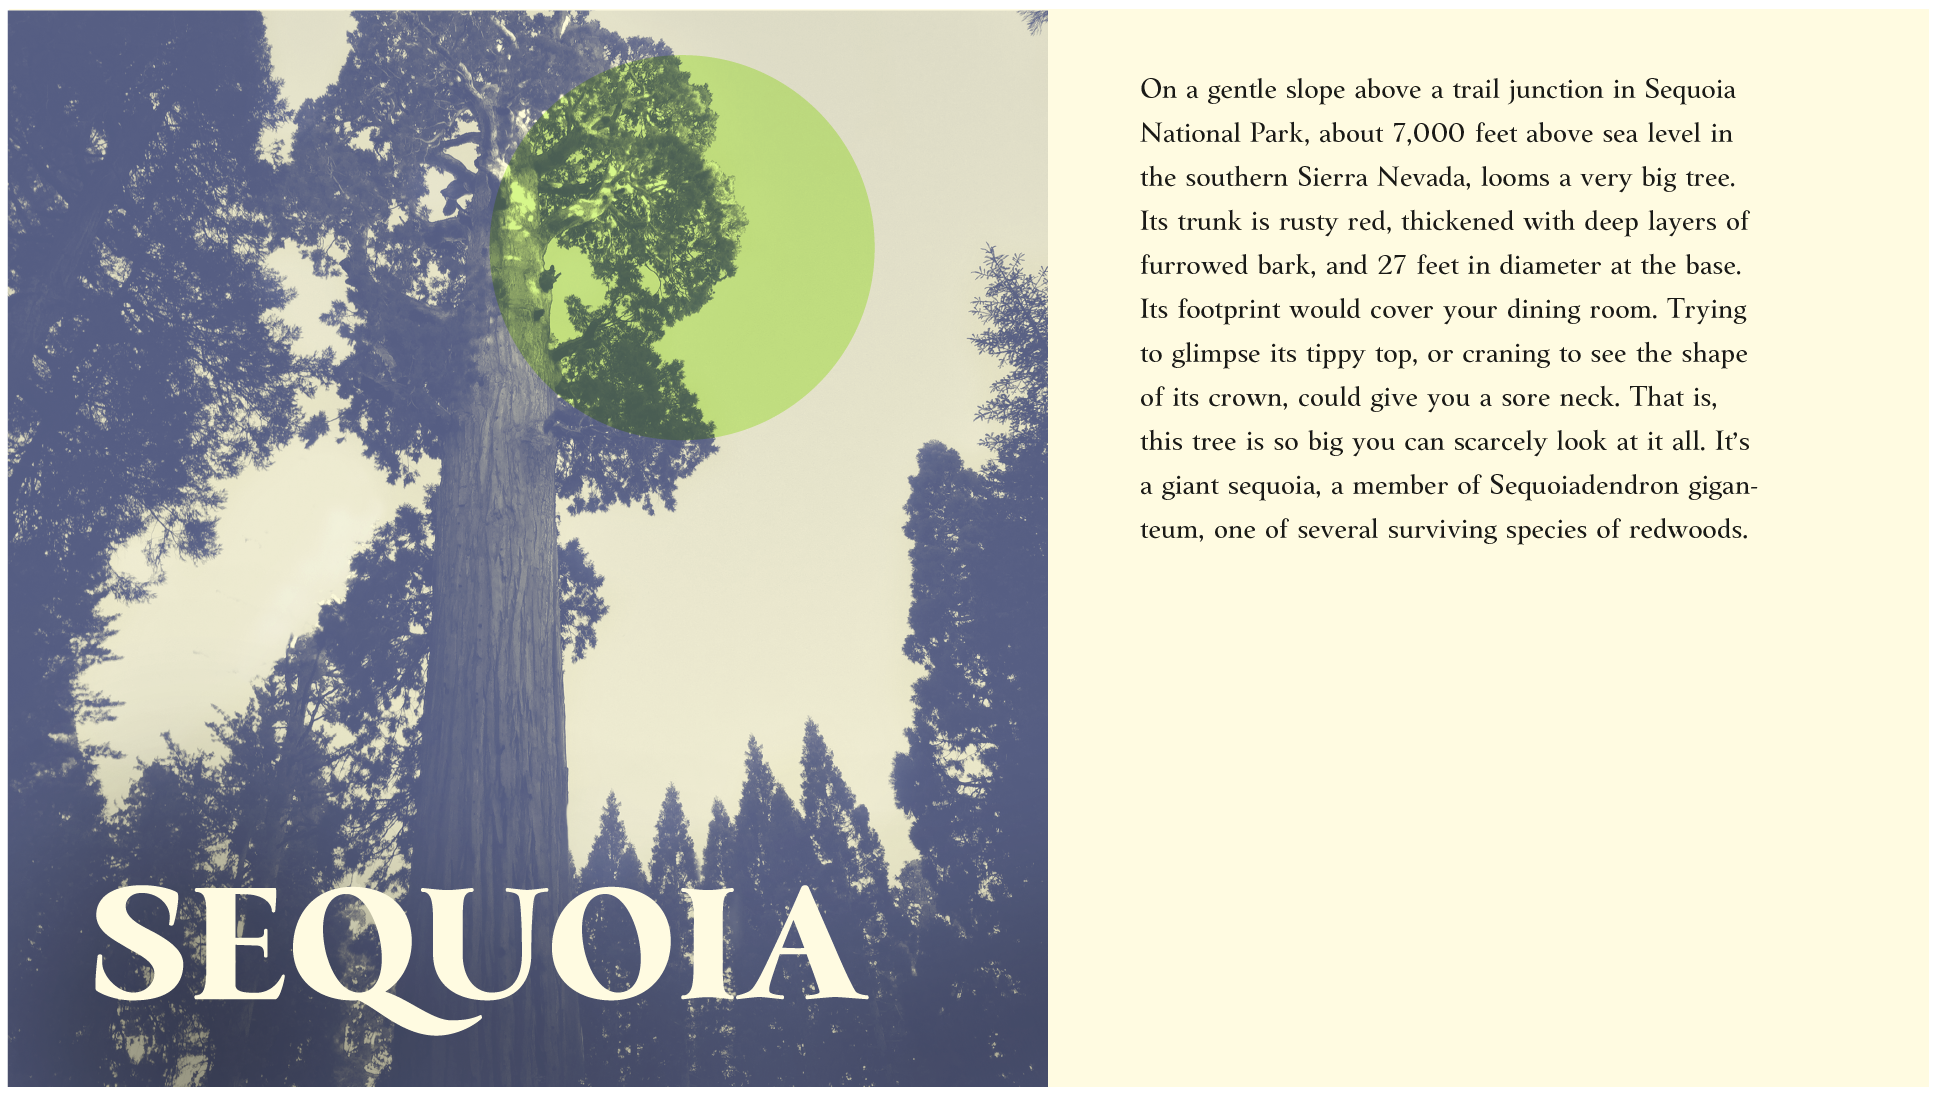 SEQUOIA
On a gentle slope above a trail junction in Sequoia
National Park, about 7,000 feet above sea level in
the southern Sierra Nevada, looms a very big tree.
Its trunk is rusty red, thickened with deep layers of
furrowed bark, and 27 feet in diameter at the base.
Its footprint would cover your dining room. Trying
to glimpse its tippy top, or craning to see the shape
of its crown, could give you a sore neck. That is,
this tree is so big you can scarcely look at it all. It’s
a giant sequoia, a member of Sequoiadendron gigan-
teum, one of several surviving species of redwoods.